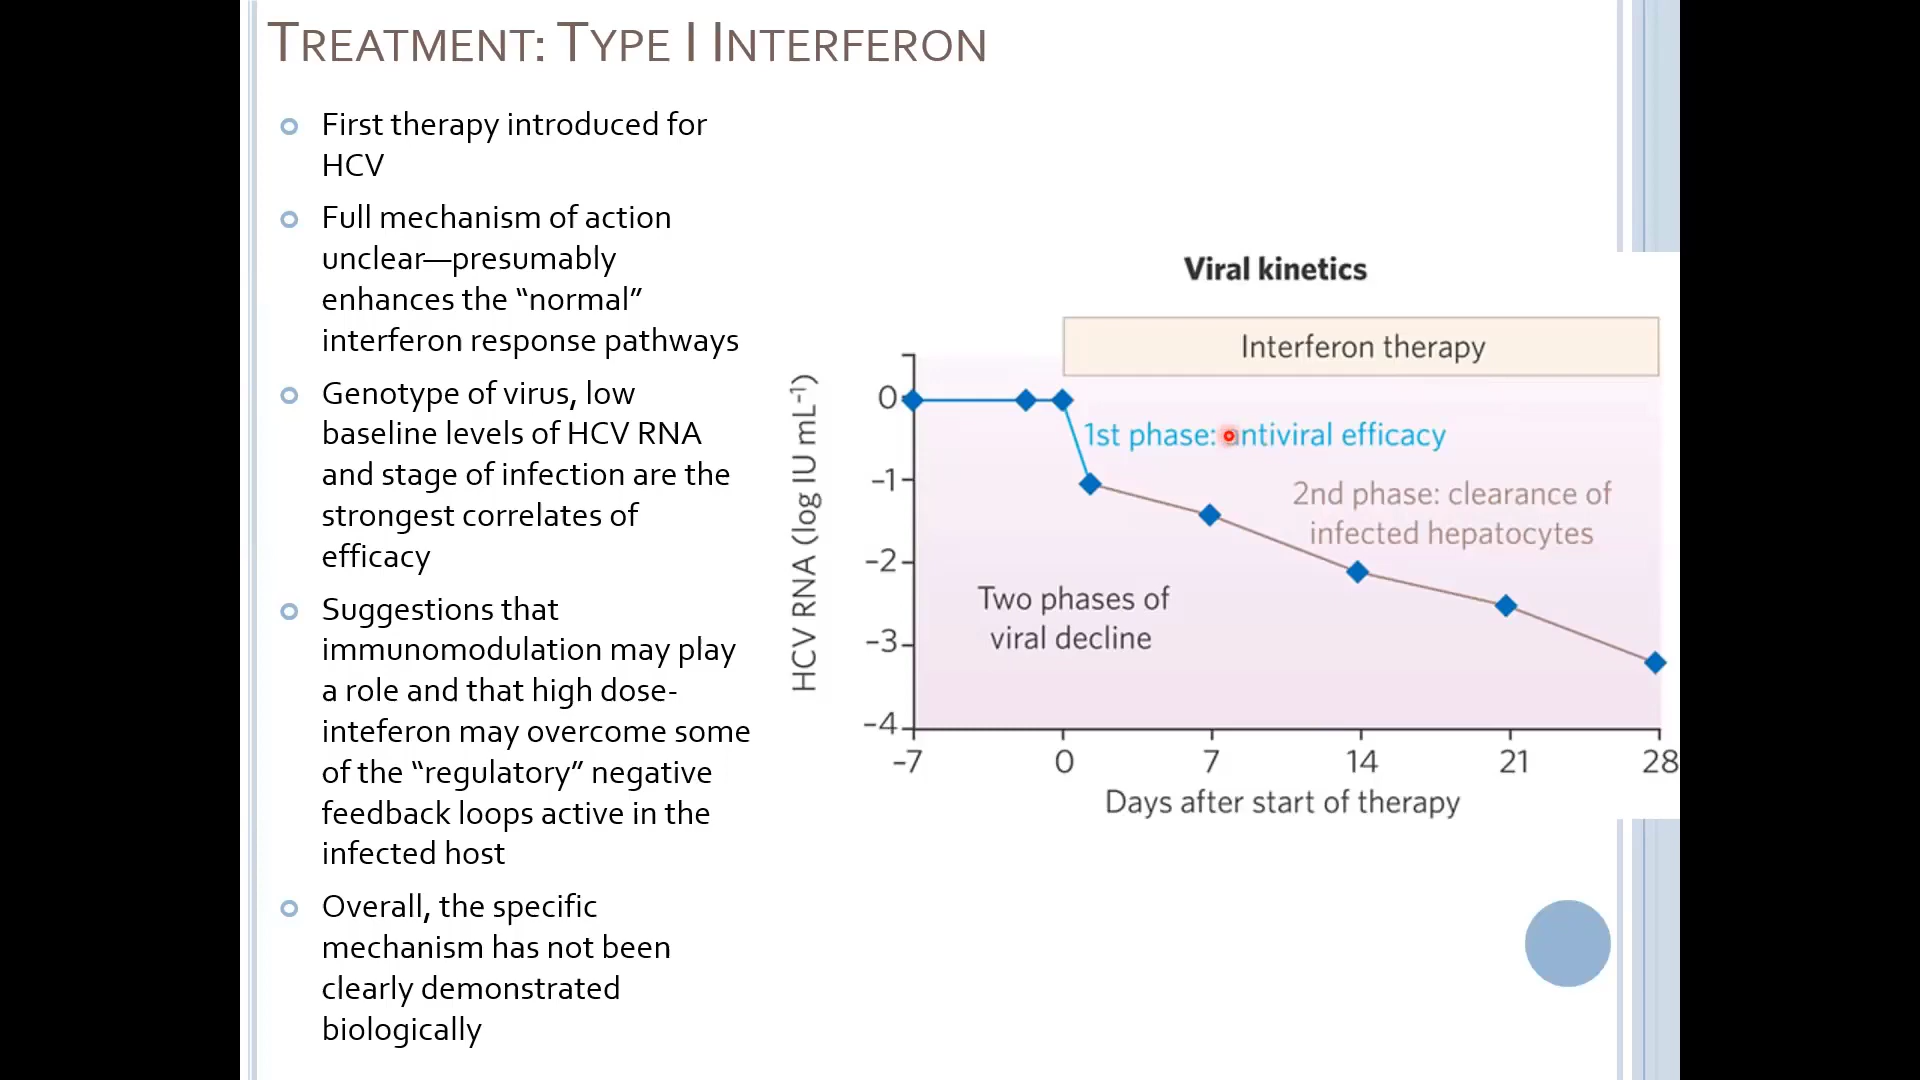 TREATMENT: TYPE I INTERFERON
First therapy introduced for
HCV
Full mechanism of action
unclear—presumably
enhances the “normal”
interferon response pathways
Genotype of virus, low
baseline levels of HCV RNA
and stage of infection are the
strongest correlates of
efficacy
Suggestions that
immunomodulation may play
a role and that high dose-
inteferon may overcome some
of the “regulatory” negative
feedback loops active in the
infected host
Overall, the specific
mechanism has not been
clearly demonstrated
biologically
Viral kinetics
Interferon therapy
HCV RNA (log IU mL⁻¹)
0
–1
–2
–3
–4
1st phase: antiviral efficacy
2nd phase: clearance of
infected hepatocytes
Two phases of
viral decline
–7 0 7 14 21 28
Days after start of therapy